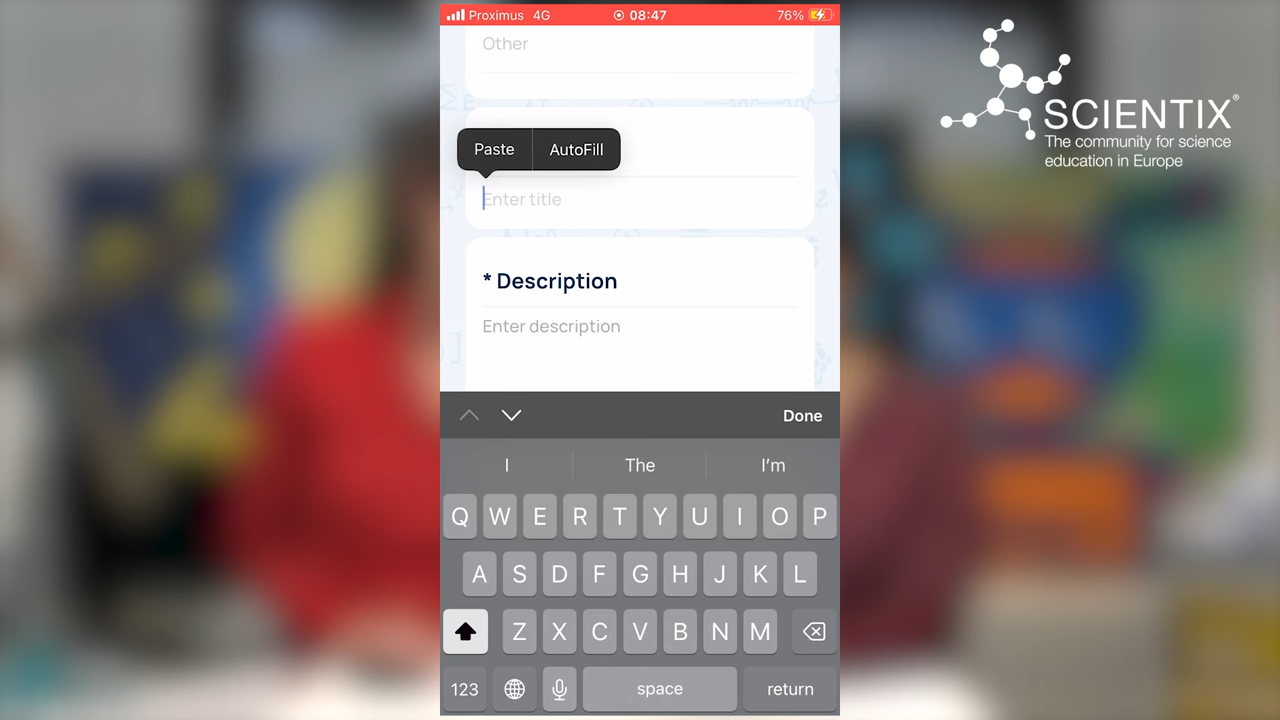 Proximus 4G 08:47 76%
Other
Paste AutoFill
Enter title
* Description
Enter description
Done
I The I'm
Q W E R T Y U I O P
A S D F G H J K L
Z X C V B N M
123 space return
SCIENTIX®
The community for science
education in Europe